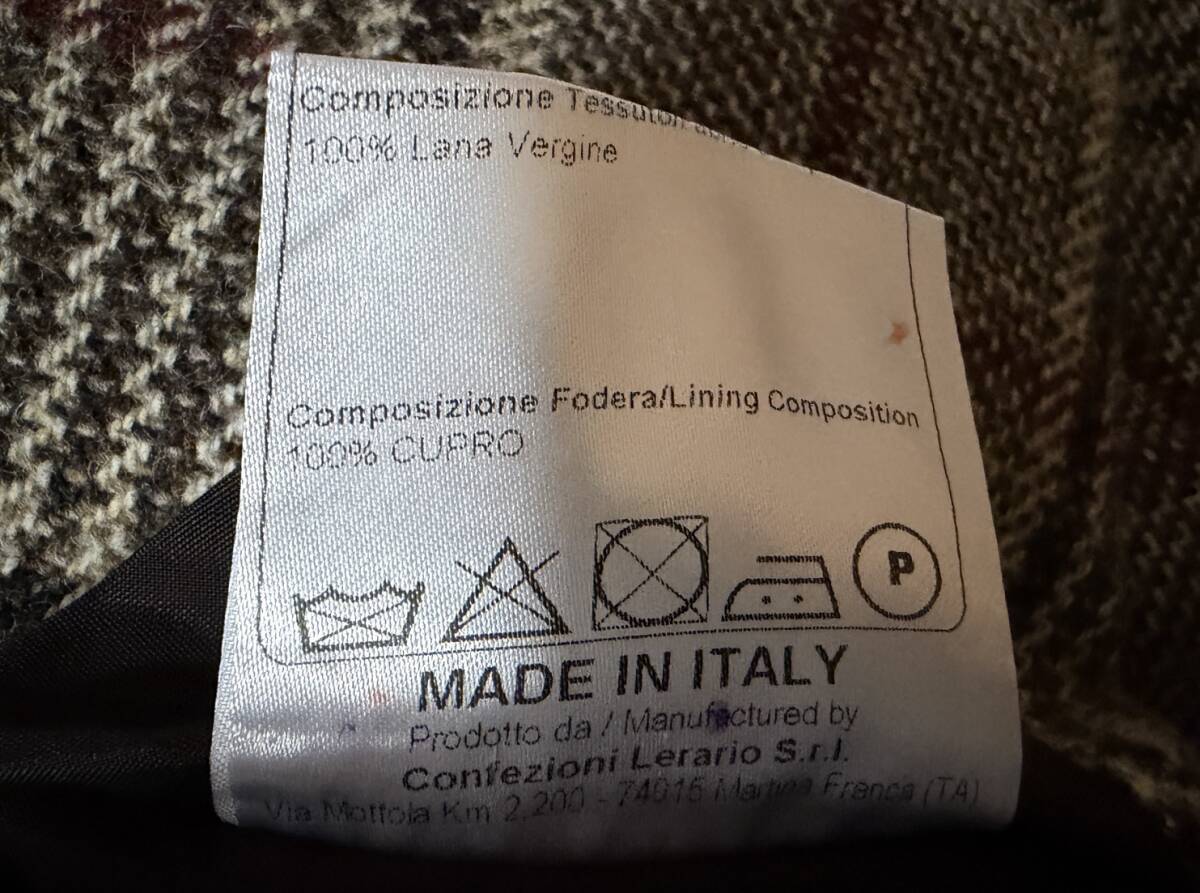 Composizione Tessuto/
100% Lana Vergine
Composizione Fodera/Lining Composition
100% CUPRO
P
MADE IN ITALY
Prodotto da / Manufactured by
Confezioni Lerario S.r.l.
Via Mottola Km 2,200 - 74015 Martina Franca (TA)